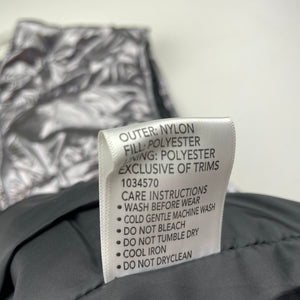 OUTER: NYLON
FILL: POLYESTER
LINING: POLYESTER
EXCLUSIVE OF TRIMS
1034570
CARE INSTRUCTIONS
• WASH BEFORE WEAR
• COLD GENTLE MACHINE WASH
• DO NOT BLEACH
• DO NOT TUMBLE DRY
• COOL IRON
• DO NOT DRYCLEAN